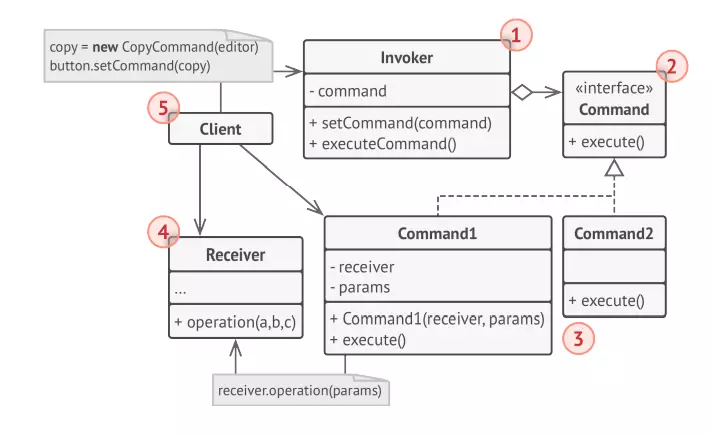 copy = new CopyCommand(editor)
button.setCommand(copy)
1
Invoker
- command
+ setCommand(command)
+ executeCommand()
2
«interface»
Command
+ execute()
5
Client
4
Receiver
...
+ operation(a,b,c)
Command1
- receiver
- params
+ Command1(receiver, params)
+ execute()
Command2
+ execute()
3
receiver.operation(params)